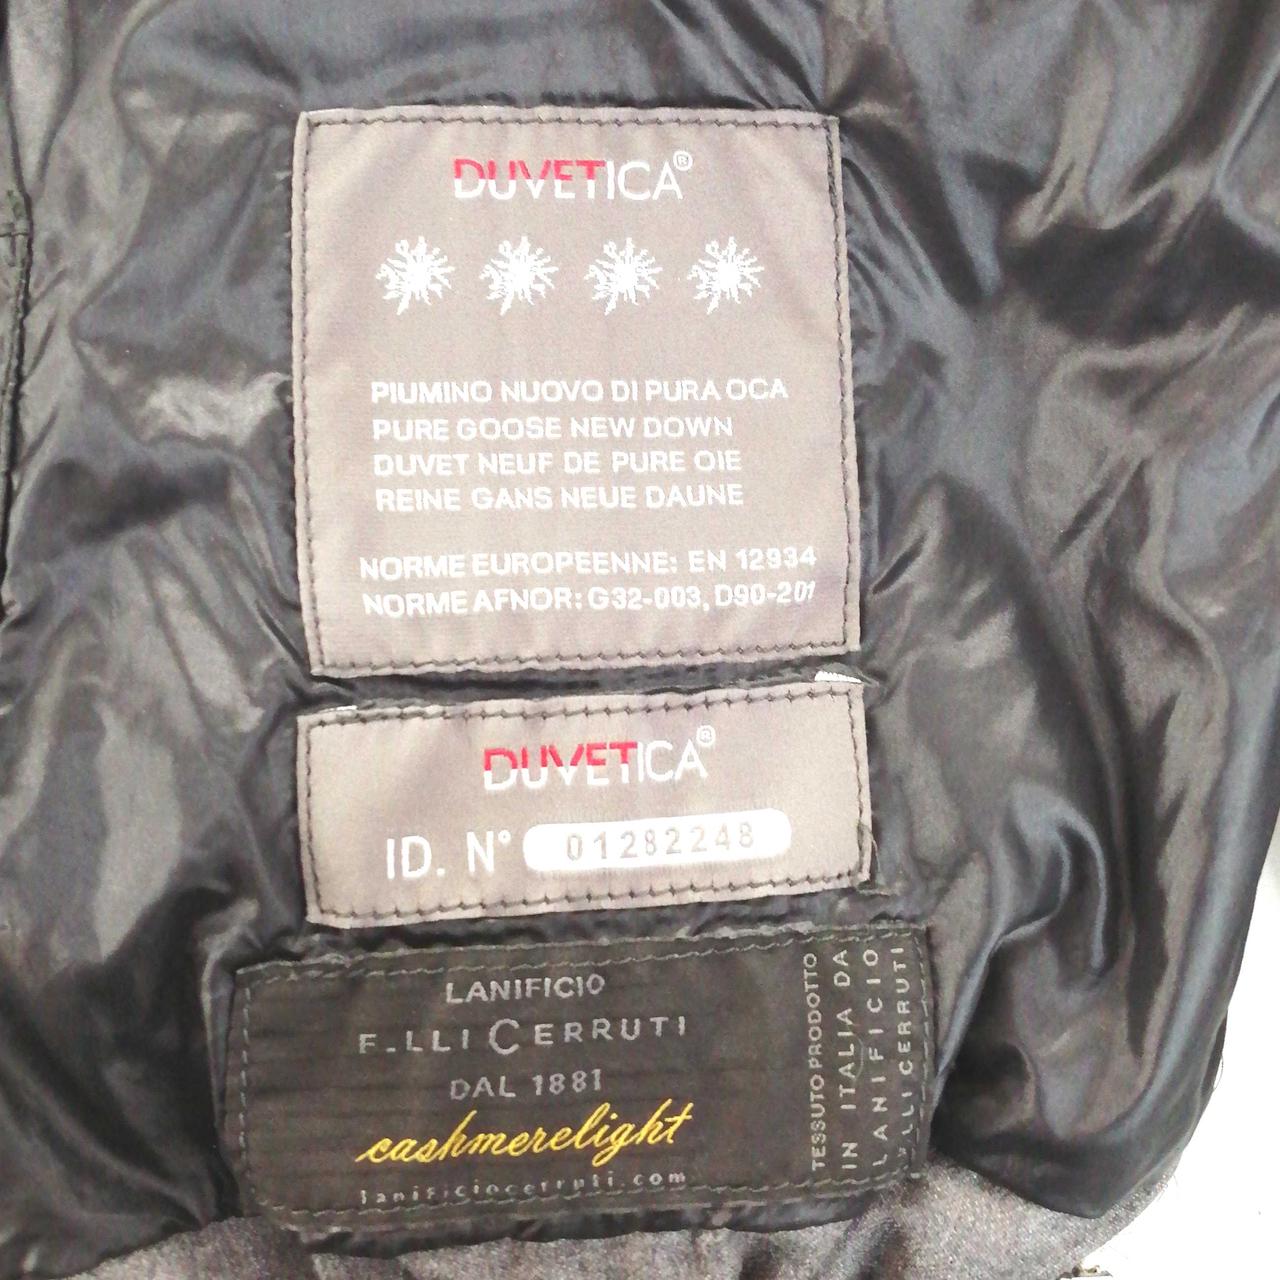 DUVETICA®
PIUMINO NUOVO DI PURA OCA
PURE GOOSE NEW DOWN
DUVET NEUF DE PURE OIE
REINE GANS NEUE DAUNE
NORME EUROPEENNE: EN 12934
NORME AFNOR: G32-003, D90-201
DUVETICA®
ID. N° 01282248
LANIFICIO
F.LLI CERRUTI
DAL 1881
cashmerelight
lanificiocerruti.com
TESSUTO PRODOTTO
IN ITALIA DA
LANIFICIO
F.LLI CERRUTI